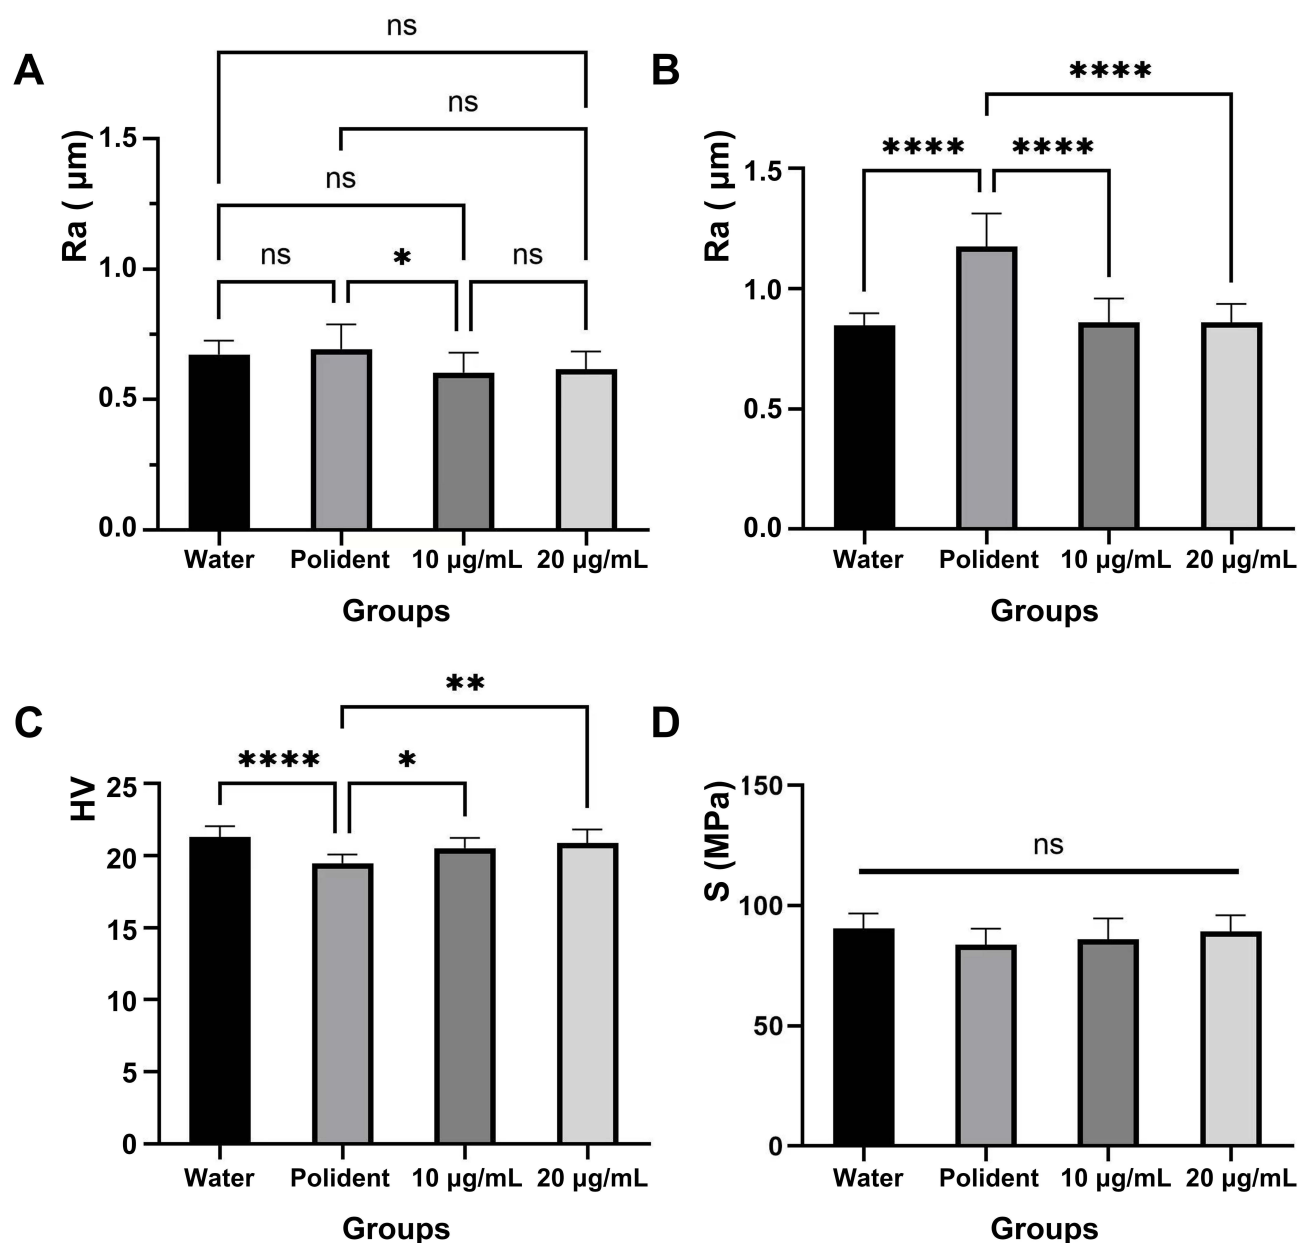 A
ns
ns
ns
ns
*
ns
Ra ( μm)
1.5
1.0
0.5
0.0
Water Polident 10 μg/mL 20 μg/mL
Groups
B
****
**** ****
Ra ( μm)
1.5
1.0
0.5
0.0
Water Polident 10 μg/mL 20 μg/mL
Groups
C
**
**** *
HV
25
20
15
10
5
0
Water Polident 10 μg/mL 20 μg/mL
Groups
D
ns
S (MPa)
150
100
50
0
Water Polident 10 μg/mL 20 μg/mL
Groups